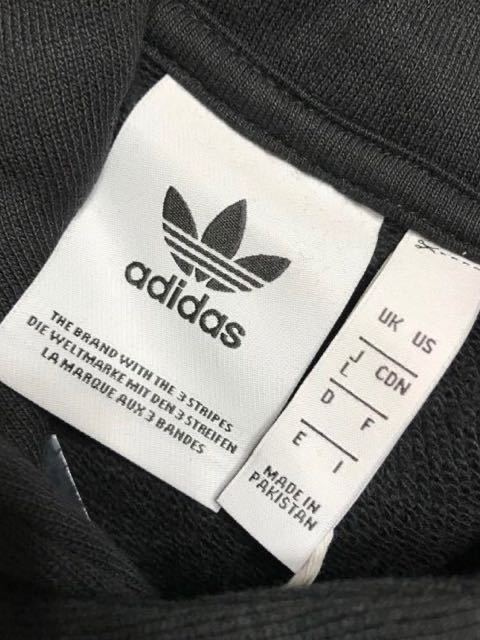 adidas
THE BRAND WITH THE 3 STRIPES
DIE WELTMARKE MIT DEN 3 STREIFEN
LA MARQUE AUX 3 BANDES
UK US
J CDN
L
D F
E I
MADE IN
PAKISTAN